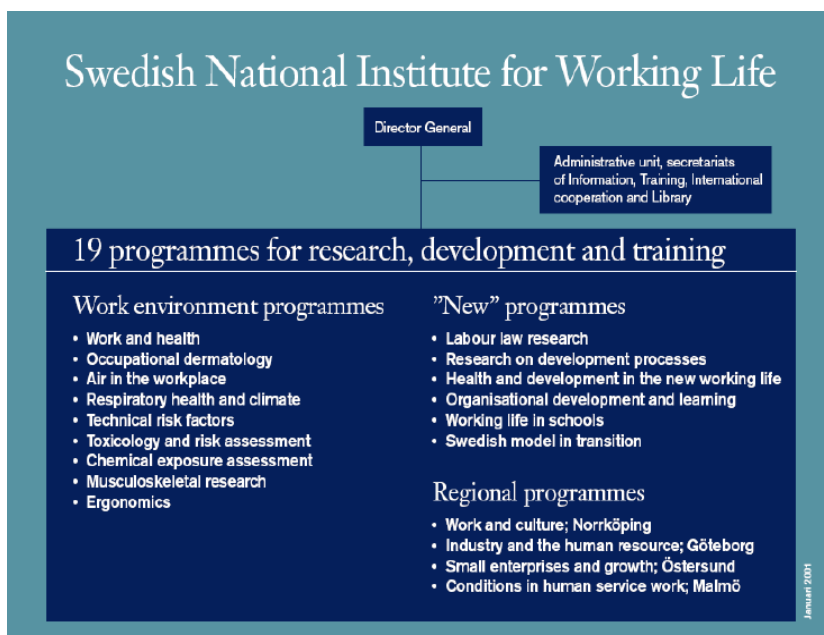 Swedish National Institute for Working Life
Director General
Administrative unit, secretariats
of Information, Training, International
cooperation and Library
19 programmes for research, development and training
Work environment programmes
• Work and health
• Occupational dermatology
• Air in the workplace
• Respiratory health and climate
• Technical risk factors
• Toxicology and risk assessment
• Chemical exposure assessment
• Musculoskeletal research
• Ergonomics
”New” programmes
• Labour law research
• Research on development processes
• Health and development in the new working life
• Organisational development and learning
• Working life in schools
• Swedish model in transition
Regional programmes
• Work and culture; Norrköping
• Industry and the human resource; Göteborg
• Small enterprises and growth; Östersund
• Conditions in human service work; Malmö
Januari 2001